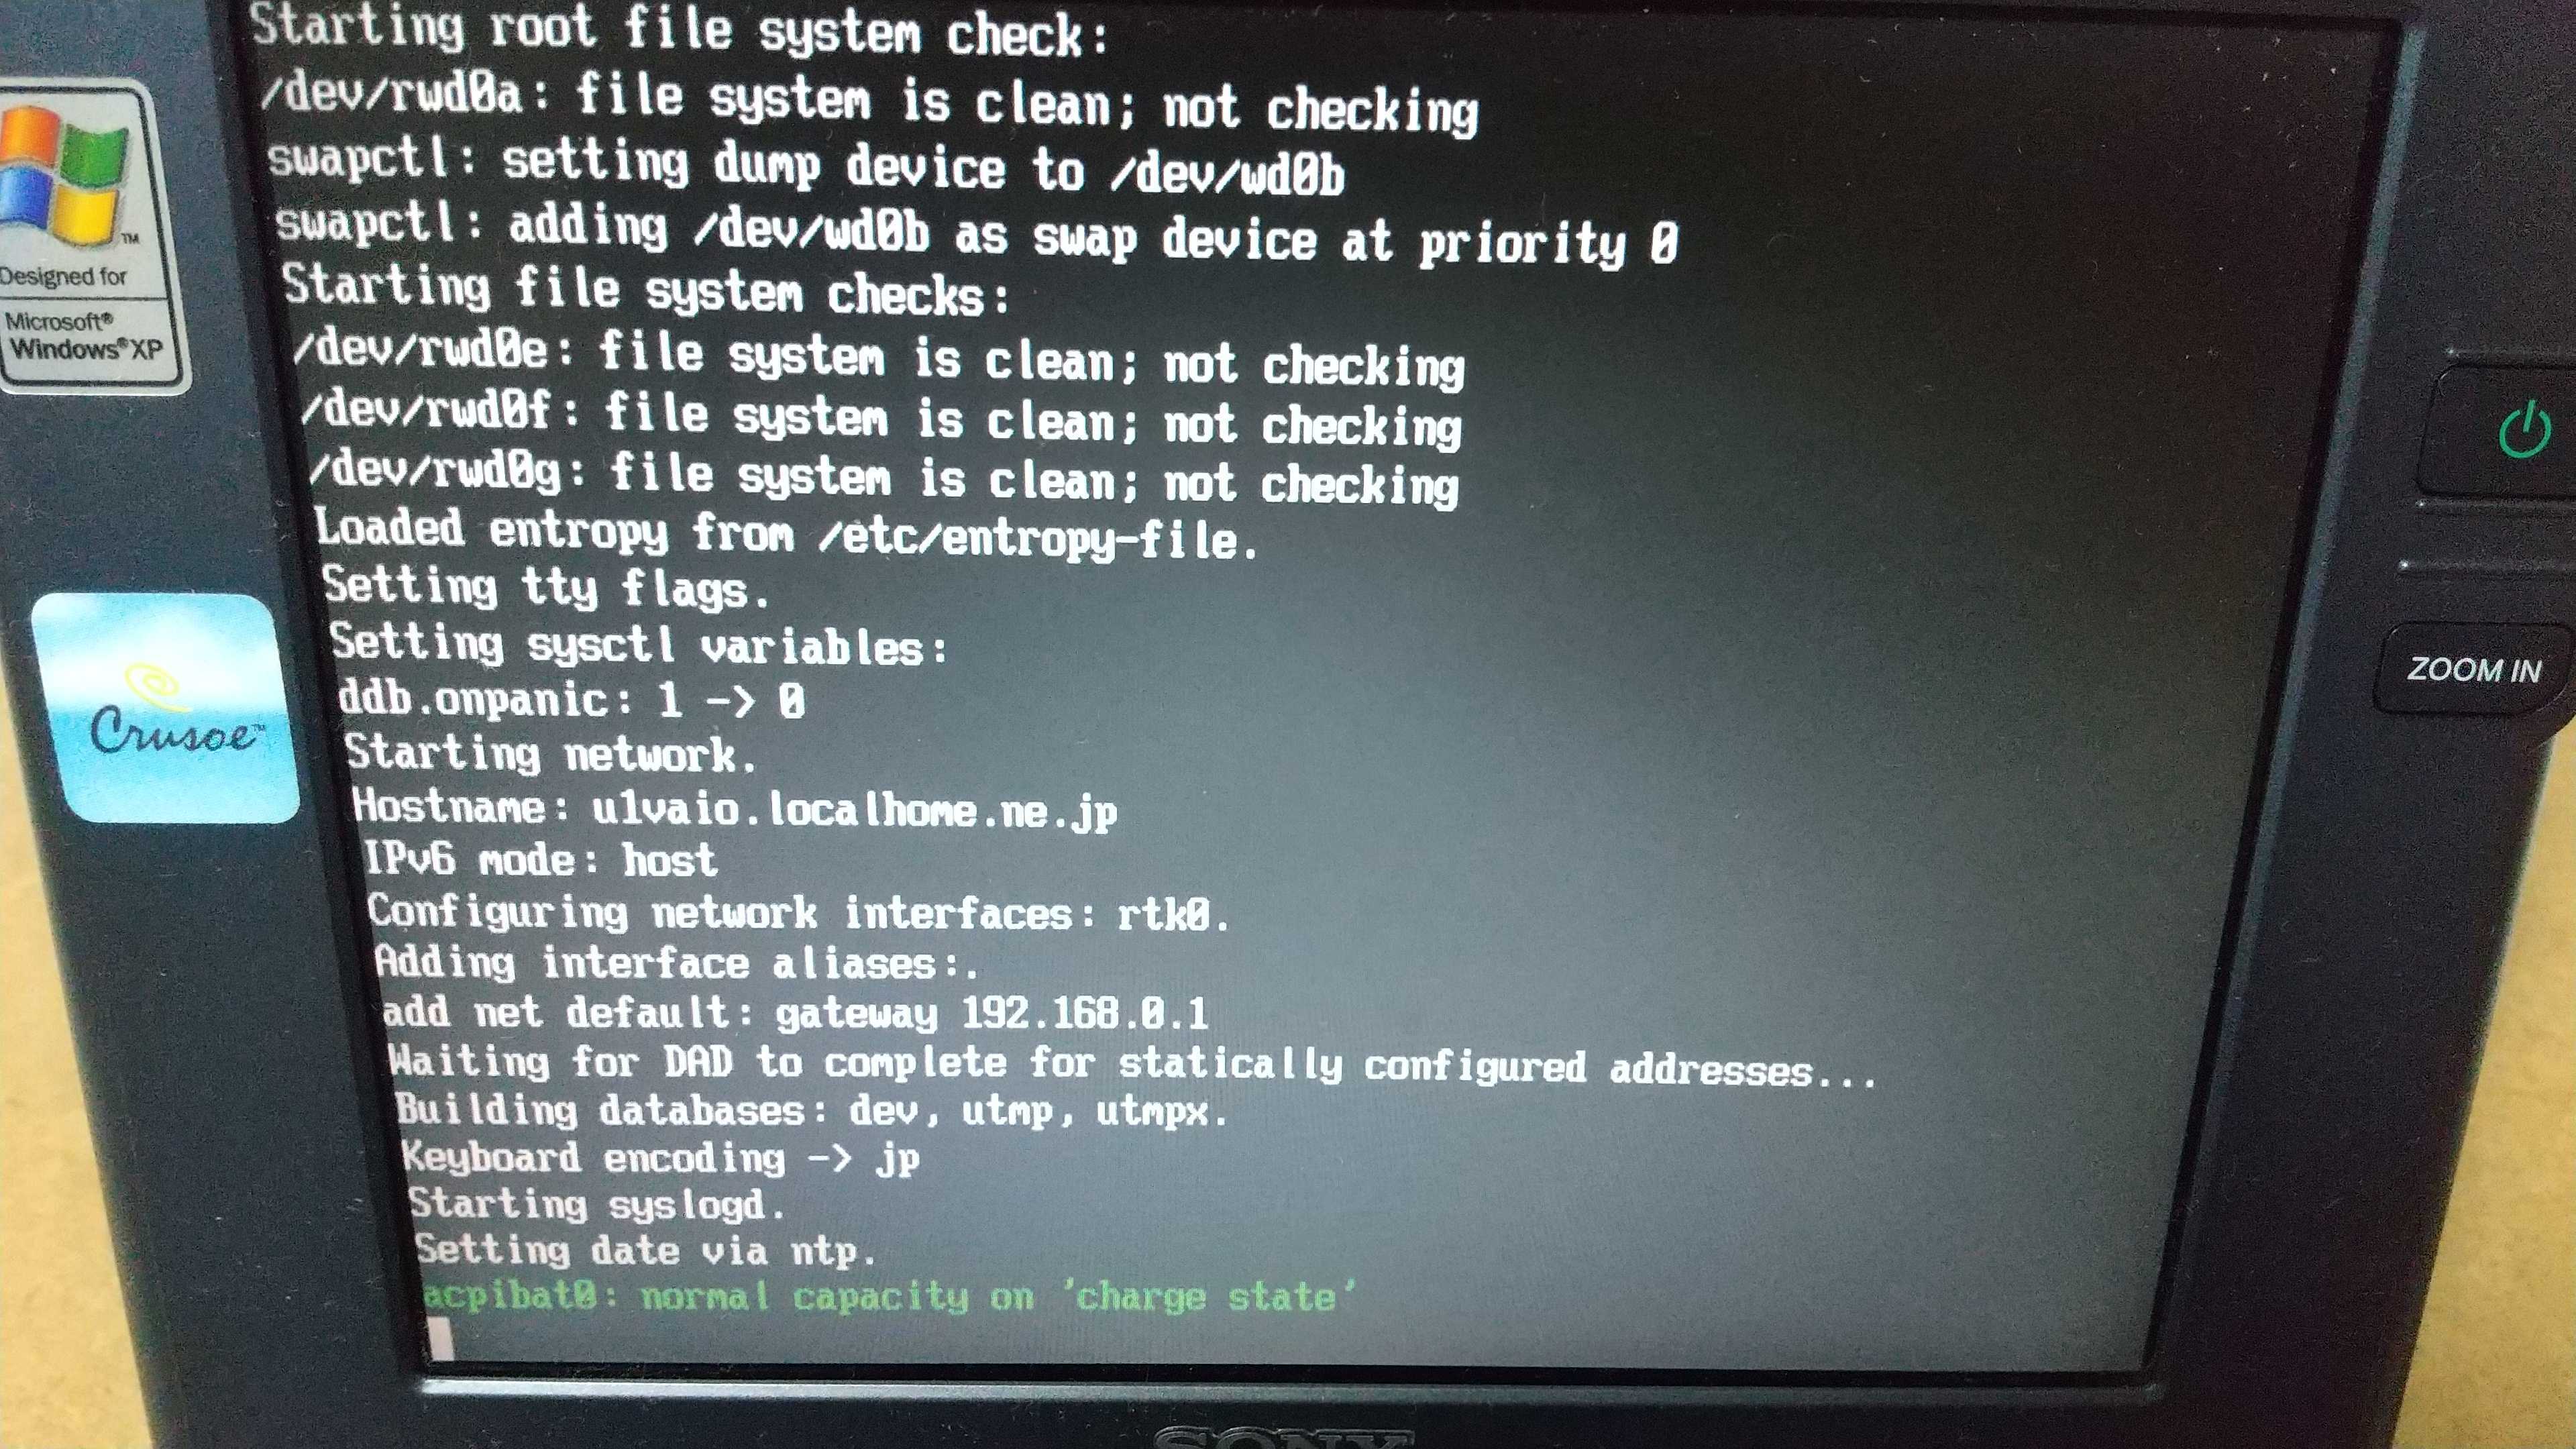 Starting root file system check:
/dev/rwd0a: file system is clean; not checking
swapctl: setting dump device to /dev/wd0b
swapctl: adding /dev/wd0b as swap device at priority 0
Starting file system checks:
/dev/rwd0e: file system is clean; not checking
/dev/rwd0f: file system is clean; not checking
/dev/rwd0g: file system is clean; not checking
Loaded entropy from /etc/entropy-file.
Setting tty flags.
Setting sysctl variables:
ddb.onpanic: 1 -> 0
Starting network.
Hostname: u1vaio.localhome.ne.jp
IPv6 mode: host
Configuring network interfaces: rtk0.
Adding interface aliases:.
add net default: gateway 192.168.0.1
Waiting for DAD to complete for statically configured addresses...
Building databases: dev, utmp, utmpx.
Keyboard encoding -> jp
Starting syslogd.
Setting date via ntp.
acpibat0: normal capacity on 'charge state'
TM
Designed for
Microsoft®
Windows®XP
Crusoe™
ZOOM IN
SONY